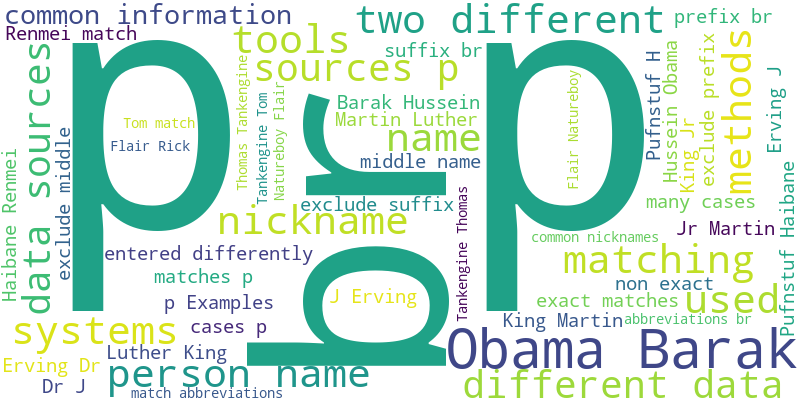 common information
two different
prefix br
Renmei match
tools
suffix br
sources p
p
p
r
br
data sources
Tom match
Flair Rick
exclude middle
Haibane Renmei
Thomas Tankengine
Tankengine Tom
Natureboy Flair
Barak Hussein
Martin Luther
name
middle name
exclude suffix
Flair Natureboy
Pufnstuf H
Hussein Obama
King Jr
exclude prefix
methods
Erving J
nickname
Tankengine Thomas
many cases
Jr Martin
common nicknames
entered differently
matching
non exact
matches p
exact matches
used
Pufnstuf Haibane
p Examples
J Erving
cases p
King Martin
abbreviations br
systems
Luther King
Obama Barak
Erving Dr
person name
different data
Dr J
match abbreviations